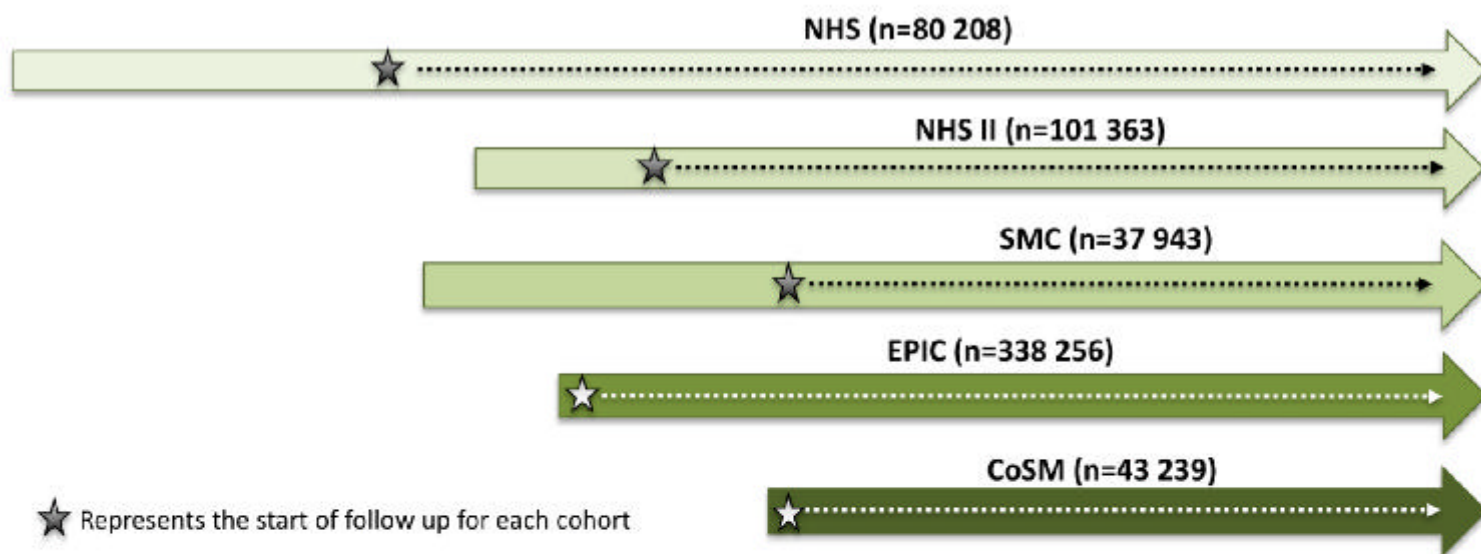 NHS (n=80 208)
NHS II (n=101 363)
SMC (n=37 943)
EPIC (n=338 256)
CoSM (n=43 239)
Represents the start of follow up for each cohort